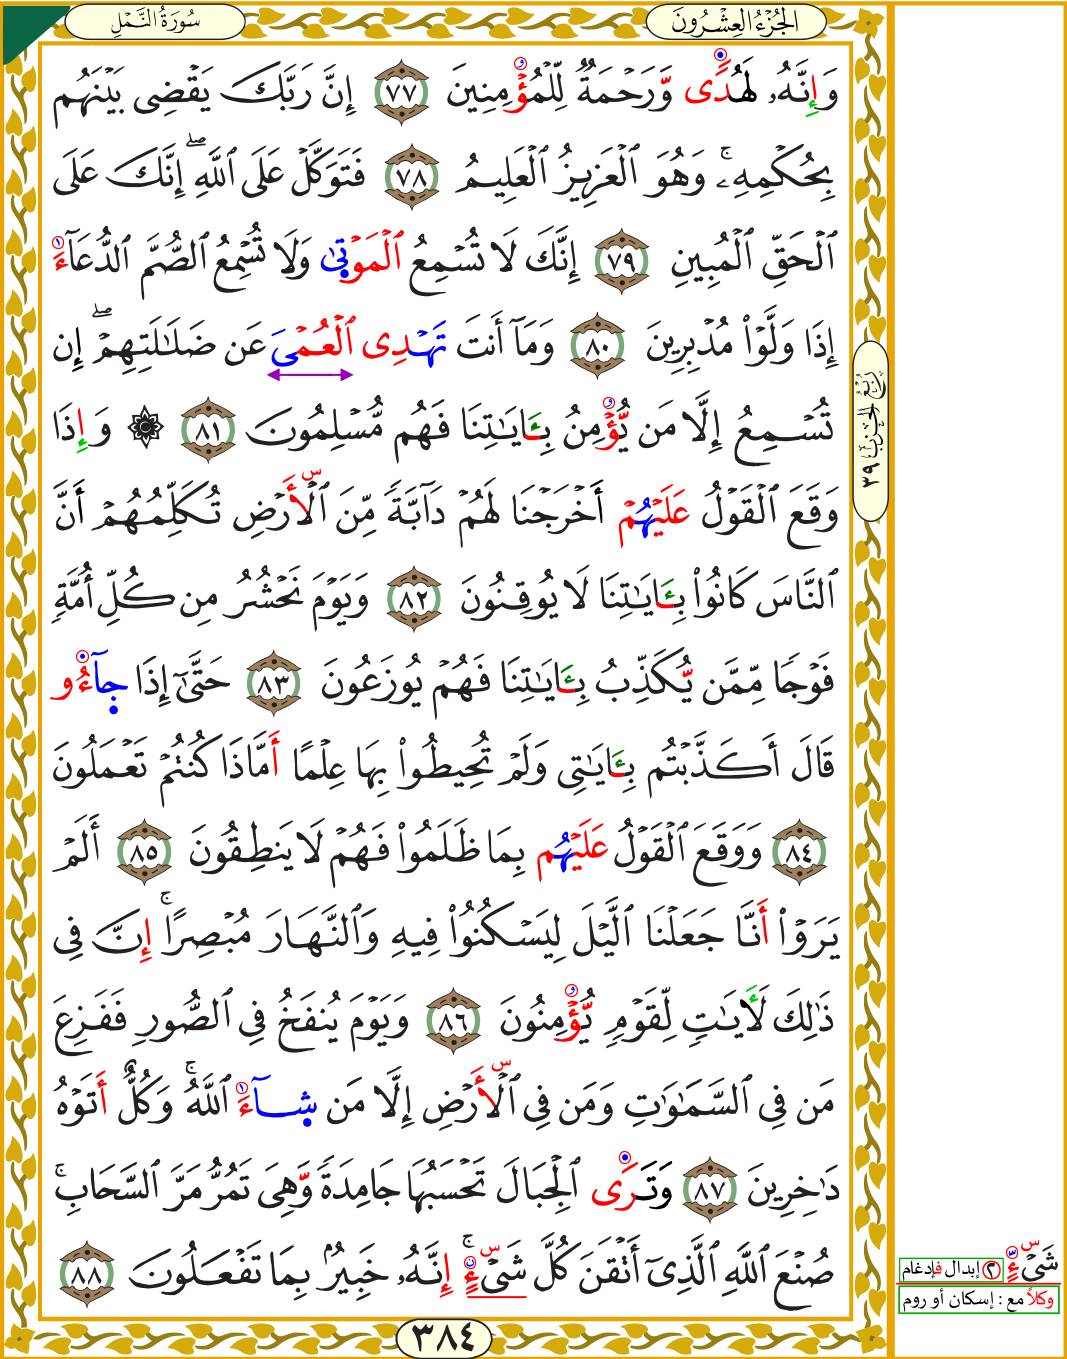 سُورَةُ النَّمْلِ
الجُزْءُ العِشْرُونَ
وَإِنَّهُۥ لَهُدٗى وَرَحۡمَةٞ لِّلۡمُؤۡمِنِينَ ٧٧ إِنَّ رَبَّكَ يَقۡضِي بَيۡنَهُم
بِحُكۡمِهِۦۚ وَهُوَ ٱلۡعَزِيزُ ٱلۡعَلِيمُ ٧٨ فَتَوَكَّلۡ عَلَى ٱللَّهِۖ إِنَّكَ عَلَى
ٱلۡحَقِّ ٱلۡمُبِينِ ٧٩ إِنَّكَ لَا تُسۡمِعُ ٱلۡمَوۡتَىٰ وَلَا تُسۡمِعُ ٱلصُّمَّ ٱلدُّعَآءَ
إِذَا وَلَّوۡاْ مُدۡبِرِينَ ٨٠ وَمَآ أَنتَ تَهۡدِي ٱلۡعُمۡيَ عَن ضَلَٰلَتِهِمۡۖ إِن
تُسۡمِعُ إِلَّا مَن يُؤۡمِنُ بِـَٔايَٰتِنَا فَهُم مُّسۡلِمُونَ ٨١ ۞ وَإِذَا
وَقَعَ ٱلۡقَوۡلُ عَلَيۡهُمۡ أَخۡرَجۡنَا لَهُمۡ دَآبَّةٗ مِّنَ ٱلۡأَرۡضِ تُكَلِّمُهُمۡ أَنَّ
ٱلنَّاسَ كَانُواْ بِـَٔايَٰتِنَا لَا يُوقِنُونَ ٨٢ وَيَوۡمَ نَحۡشُرُ مِن كُلِّ أُمَّةٖ
فَوۡجٗا مِّمَّن يُكَذِّبُ بِـَٔايَٰتِنَا فَهُمۡ يُوزَعُونَ ٨٣ حَتَّىٰٓ إِذَا جَآءُو
قَالَ أَكَذَّبۡتُم بِـَٔايَٰتِي وَلَمۡ تُحِيطُواْ بِهَا عِلۡمًا أَمَّاذَا كُنتُمۡ تَعۡمَلُونَ
٨٤ وَوَقَعَ ٱلۡقَوۡلُ عَلَيۡهُم بِمَا ظَلَمُواْ فَهُمۡ لَا يَنطِقُونَ ٨٥ أَلَمۡ
يَرَوۡاْ أَنَّا جَعَلۡنَا ٱلَّيۡلَ لِيَسۡكُنُواْ فِيهِ وَٱلنَّهَارَ مُبۡصِرًاۚ إِنَّ فِي
ذَٰلِكَ لَأٓيَٰتٖ لِّقَوۡمٖ يُؤۡمِنُونَ ٨٦ وَيَوۡمَ يُنفَخُ فِي ٱلصُّورِ فَفَزِعَ
مَن فِي ٱلسَّمَٰوَٰتِ وَمَن فِي ٱلۡأَرۡضِ إِلَّا مَن شَآءَ ٱللَّهُۚ وَكُلٌّ أَتَوۡهُ
دَٰخِرِينَ ٨٧ وَتَرَى ٱلۡجِبَالَ تَحۡسَبُهَا جَامِدَةٗ وَهِيَ تَمُرُّ مَرَّ ٱلسَّحَابِۚ
صُنۡعَ ٱللَّهِ ٱلَّذِيٓ أَتۡقَنَ كُلَّ شَيۡءٍۚ إِنَّهُۥ خَبِيرُۢ بِمَا تَفۡعَلُونَ ٨٨
رُبْعُ الحِزْبِ ٣٩
شَيۡءٍ ٢ إبدال فإدغام
وكلاً مع : إسكان أو روم
٣٨٤